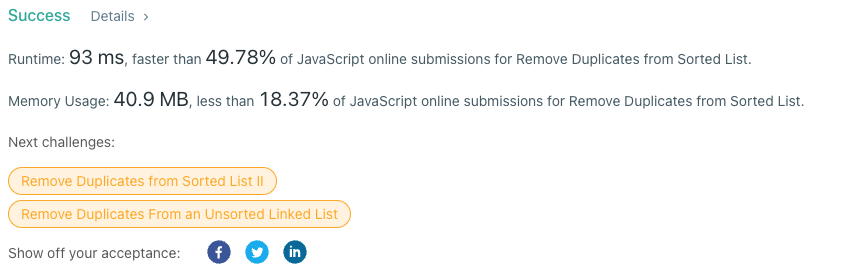 Success Details ›
Runtime: 93 ms, faster than 49.78% of JavaScript online submissions for Remove Duplicates from Sorted List.
Memory Usage: 40.9 MB, less than 18.37% of JavaScript online submissions for Remove Duplicates from Sorted List.
Next challenges:
Remove Duplicates from Sorted List II
Remove Duplicates From an Unsorted Linked List
Show off your acceptance: f in